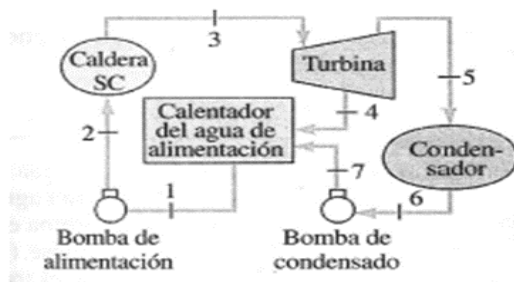 3
Caldera
SC
Turbina
4
5
2
Calentador
del agua de
alimentación
7
Conden-
sador
1
6
Bomba de
alimentación
Bomba de
condensado